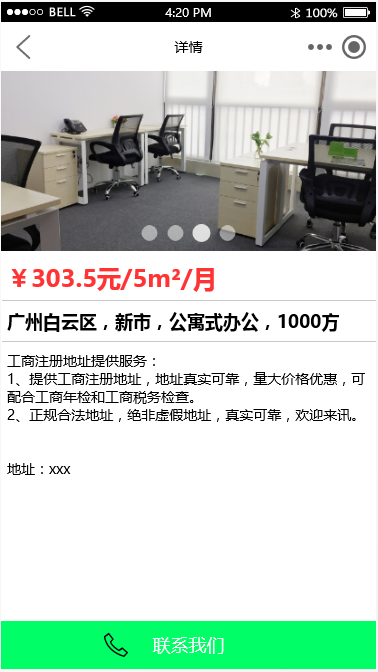 BELL 4:20 PM 100%
详情
￥303.5元/5m²/月
广州白云区，新市，公寓式办公，1000方
工商注册地址提供服务：
1、提供工商注册地址，地址真实可靠，量大价格优惠，可
配合工商年检和工商税务检查。
2、正规合法地址，绝非虚假地址，真实可靠，欢迎来讯。
地址：xxx
联系我们